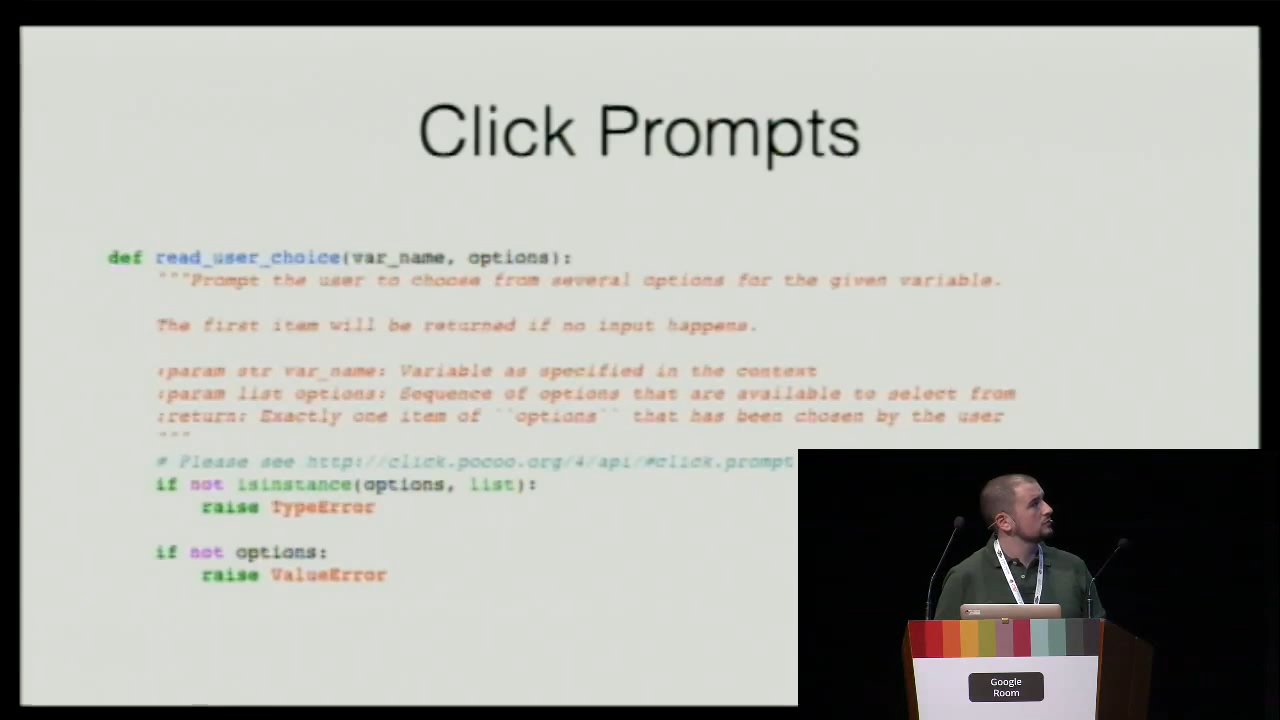 Click Prompts
def read_user_choice(var_name, options):
"""Prompt the user to choose from several options for the given variable.
The first item will be returned if no input happens.
:param str var_name: Variable as specified in the context
:param list options: Sequence of options that are available to select from
:return: Exactly one item of ``options`` that has been chosen by the user
"""
# Please see http://click.pocoo.org/4/api/#click.prompt
if not isinstance(options, list):
raise TypeError
if not options:
raise ValueError
Google
Room